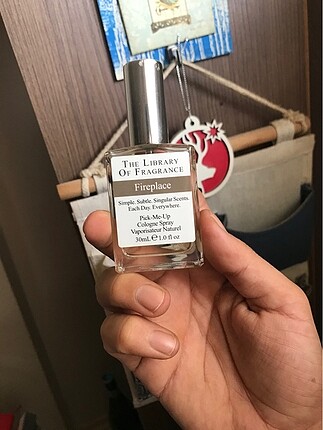 THE LIBRARY
OF FRAGRANCE
Fireplace
Simple. Subtle. Singular Scents.
Each Day. Everywhere.
Pick-Me-Up
Cologne Spray
Vaporisateur Naturel
30ml ℮ 1.0 fl oz